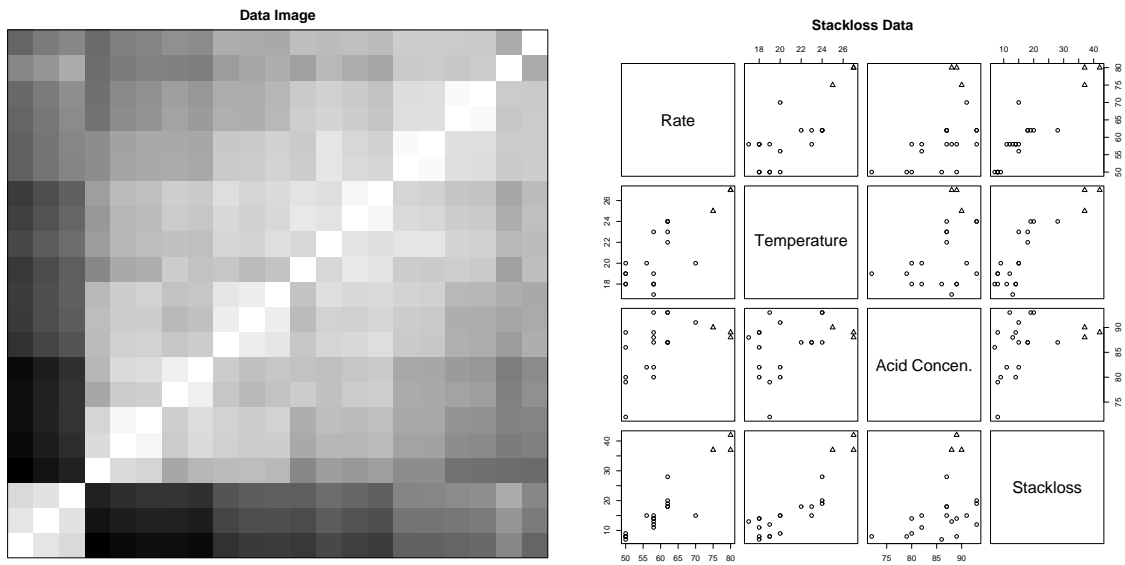 Data Image
Stackloss Data
18 20 22 24 26
10 20 30 40
Rate
50 55 60 65 70 75 80
18 20 22 24 26
Temperature
Acid Concen.
75 80 85 90
10 20 30 40
Stackloss
50 55 60 65 70 75 80
75 80 85 90